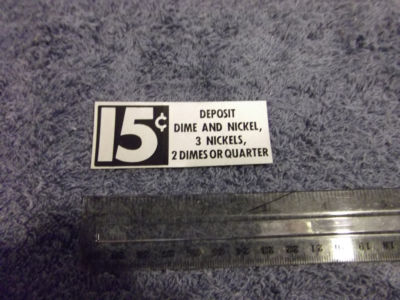 15¢
DEPOSIT
DIME AND NICKEL,
3 NICKELS,
2 DIMES OR QUARTER